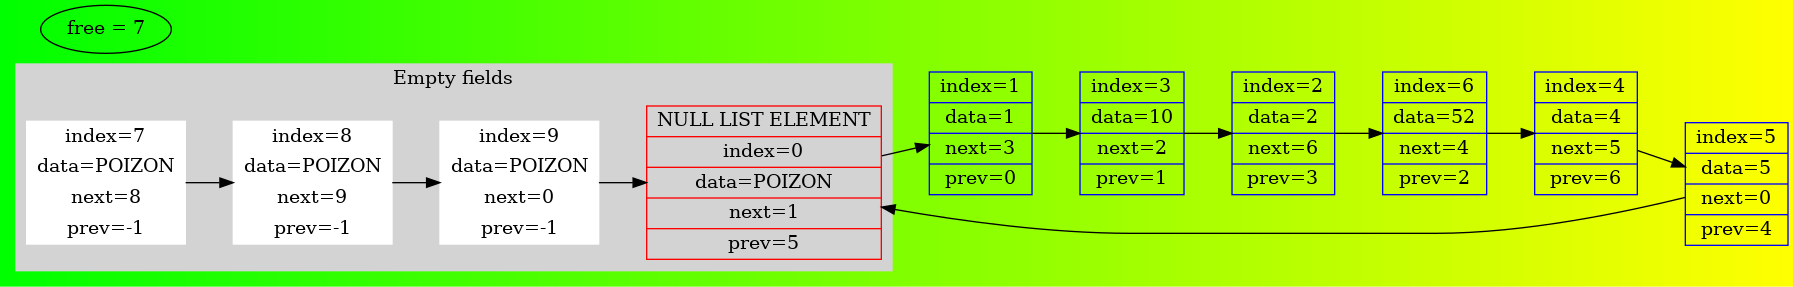 free = 7
Empty fields
index=7
data=POIZON
next=8
prev=-1
index=8
data=POIZON
next=9
prev=-1
index=9
data=POIZON
next=0
prev=-1
NULL LIST ELEMENT
index=0
data=POIZON
next=1
prev=5
index=1
data=1
next=3
prev=0
index=3
data=10
next=2
prev=1
index=2
data=2
next=6
prev=3
index=6
data=52
next=4
prev=2
index=4
data=4
next=5
prev=6
index=5
data=5
next=0
prev=4